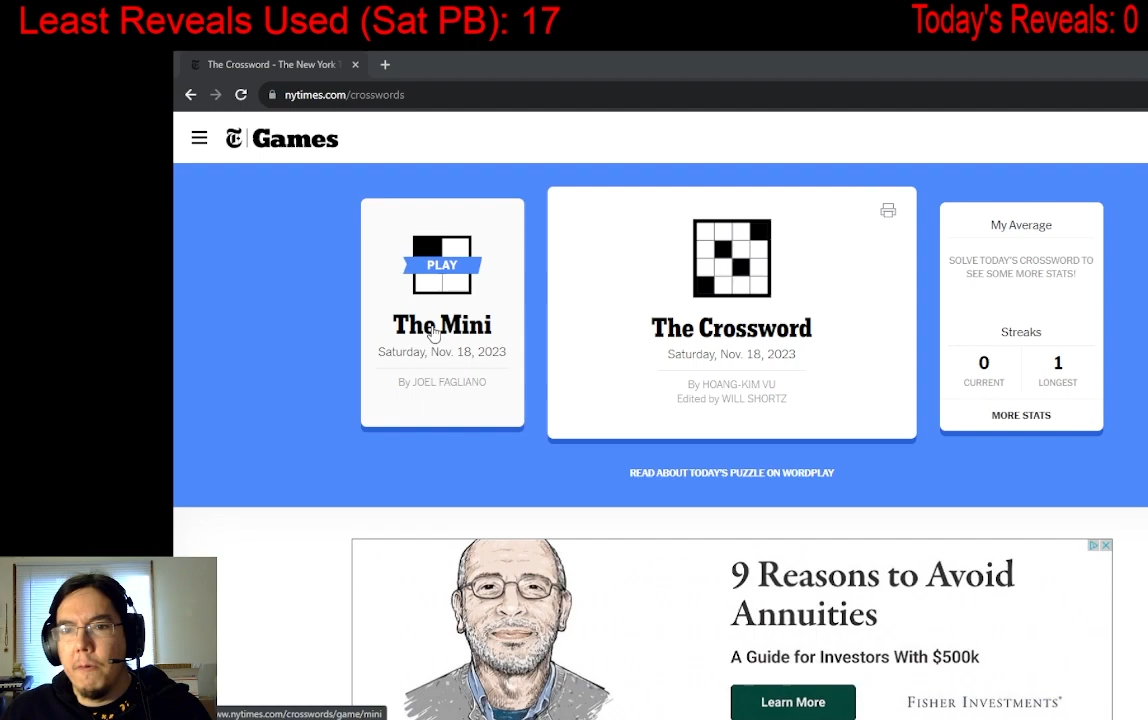 Least Reveals Used (Sat PB): 17
Today's Reveals: 0
The Crossword - The New York T
nytimes.com/crosswords
T Games
PLAY
The Mini
Saturday, Nov. 18, 2023
By JOEL FAGLIANO
The Crossword
Saturday, Nov. 18, 2023
By HOANG-KIM VU
Edited by WILL SHORTZ
My Average
SOLVE TODAY'S CROSSWORD TO
SEE SOME MORE STATS!
Streaks
0
1
CURRENT
LONGEST
MORE STATS
READ ABOUT TODAY'S PUZZLE ON WORDPLAY
9 Reasons to Avoid
Annuities
A Guide for Investors With $500k
Learn More
FISHER INVESTMENTS
www.nytimes.com/crosswords/game/mini